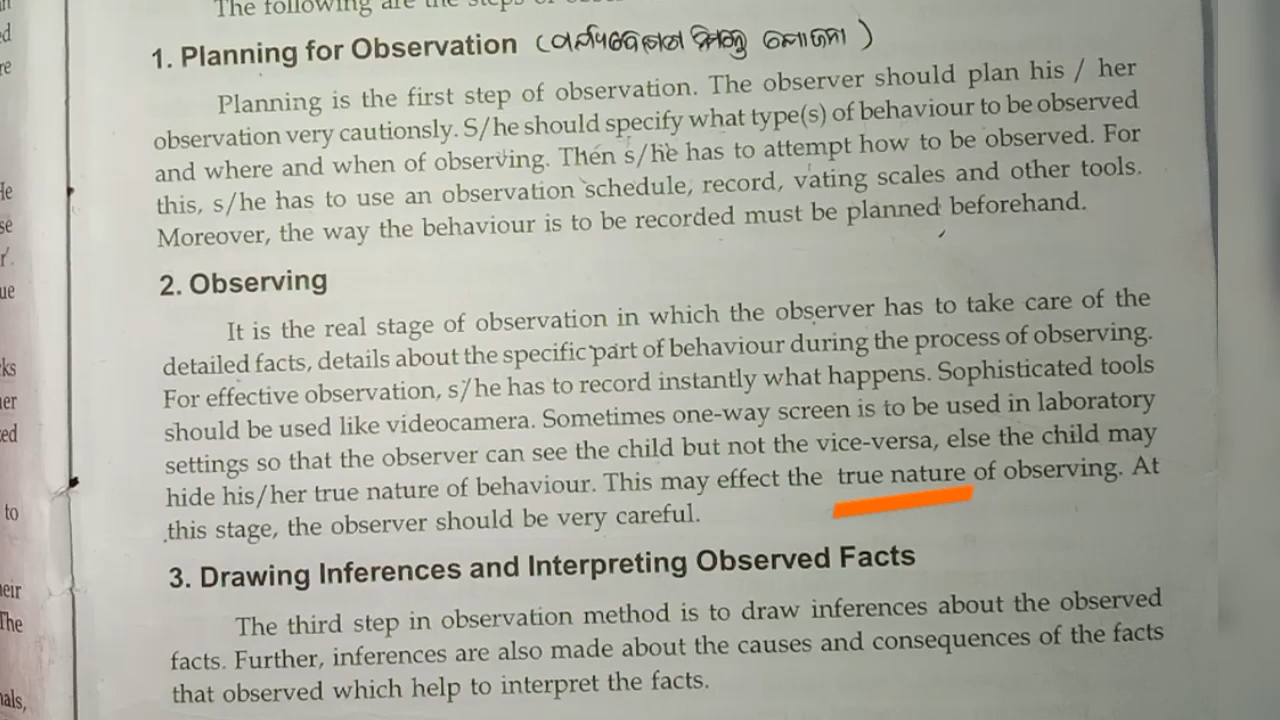 The following are the steps of
1. Planning for Observation (ପର୍ଯ୍ୟବେକ୍ଷଣ ଯୋଜନା)
Planning is the first step of observation. The observer should plan his / her
observation very cautionsly. S/he should specify what type(s) of behaviour to be observed
and where and when of observing. Then s/he has to attempt how to be observed. For
this, s/he has to use an observation schedule, record, vating scales and other tools.
Moreover, the way the behaviour is to be recorded must be planned beforehand.
2. Observing
It is the real stage of observation in which the observer has to take care of the
detailed facts, details about the specific part of behaviour during the process of observing.
For effective observation, s/he has to record instantly what happens. Sophisticated tools
should be used like videocamera. Sometimes one-way screen is to be used in laboratory
settings so that the observer can see the child but not the vice-versa, else the child may
hide his/her true nature of behaviour. This may effect the true nature of observing. At
this stage, the observer should be very careful.
3. Drawing Inferences and Interpreting Observed Facts
The third step in observation method is to draw inferences about the observed
facts. Further, inferences are also made about the causes and consequences of the facts
that observed which help to interpret the facts.